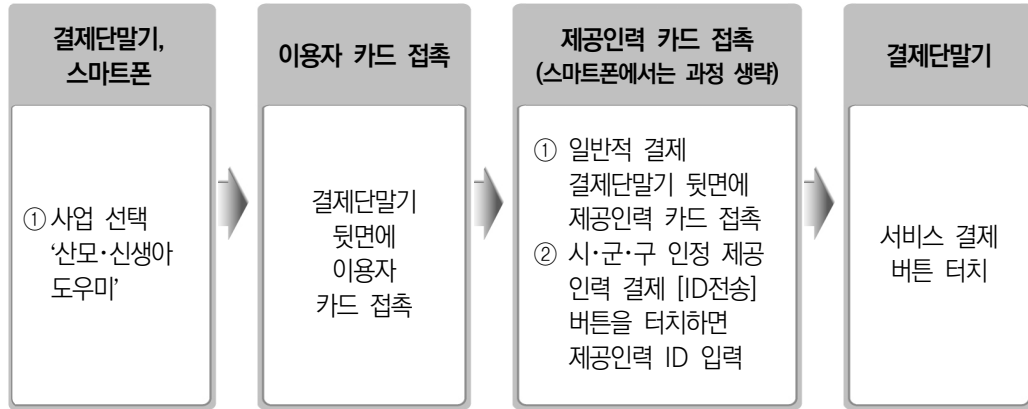 결제단말기,
스마트폰
① 사업 선택
‘산모·신생아
도우미’
이용자 카드 접촉
결제단말기
뒷면에
이용자
카드 접촉
제공인력 카드 접촉
(스마트폰에서는 과정 생략)
① 일반적 결제
결제단말기 뒷면에
제공인력 카드 접촉
② 시·군·구 인정 제공
인력 결제 [ID전송]
버튼을 터치하면
제공인력 ID 입력
결제단말기
서비스 결제
버튼 터치